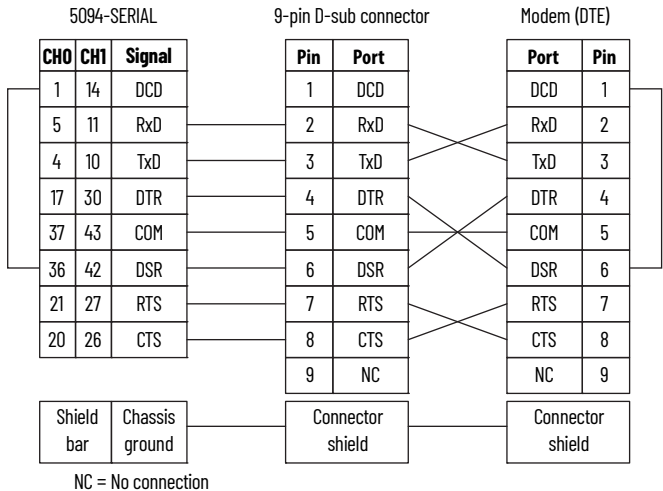 5094-SERIAL 9-pin D-sub connector Modem (DTE)
CH0 CH1 Signal Pin Port Port Pin
1 14 DCD 1 DCD DCD 1
5 11 RxD 2 RxD RxD 2
4 10 TxD 3 TxD TxD 3
17 30 DTR 4 DTR DTR 4
37 43 COM 5 COM COM 5
36 42 DSR 6 DSR DSR 6
21 27 RTS 7 RTS RTS 7
20 26 CTS 8 CTS CTS 8
9 NC NC 9
Shield Chassis Connector Connector
bar ground shield shield
NC = No connection